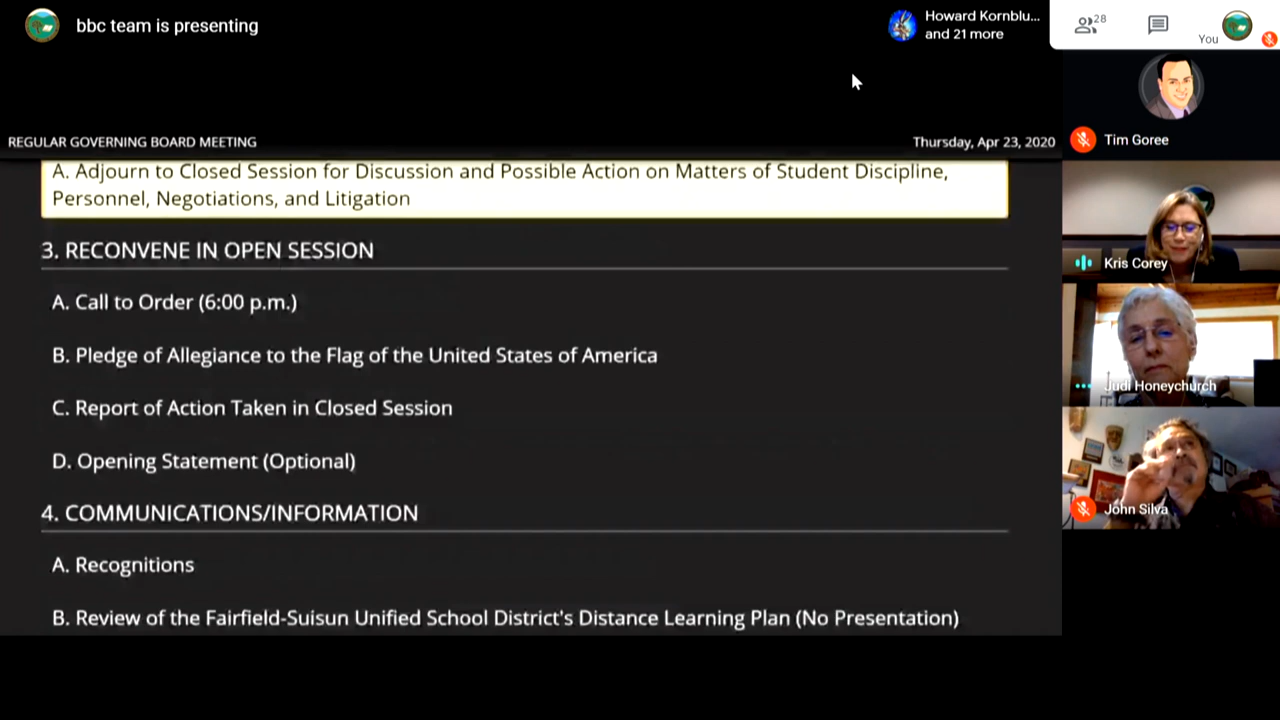 bbc team is presenting
Howard Kornblu...
and 21 more
28
You
Tim Goree
REGULAR GOVERNING BOARD MEETING
Thursday, Apr 23, 2020
A. Adjourn to Closed Session for Discussion and Possible Action on Matters of Student Discipline,
Personnel, Negotiations, and Litigation
3. RECONVENE IN OPEN SESSION
Kris Corey
A. Call to Order (6:00 p.m.)
B. Pledge of Allegiance to the Flag of the United States of America
Judi Honeychurch
C. Report of Action Taken in Closed Session
D. Opening Statement (Optional)
4. COMMUNICATIONS/INFORMATION
John Silva
A. Recognitions
B. Review of the Fairfield-Suisun Unified School District's Distance Learning Plan (No Presentation)